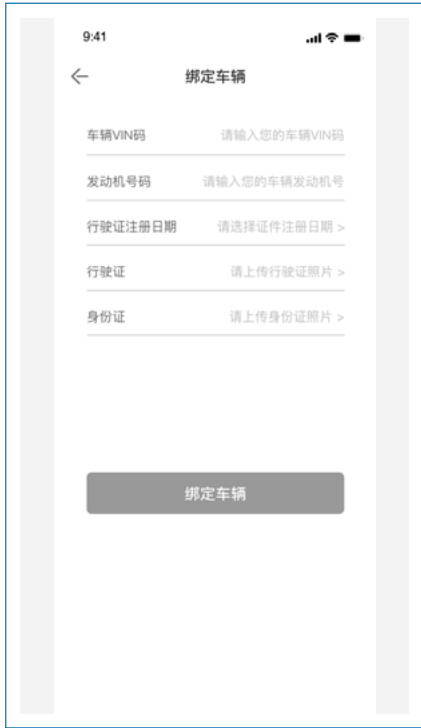 9:41
绑定车辆
车辆VIN码 请输入您的车辆VIN码
发动机号码 请输入您的车辆发动机号
行驶证注册日期 请选择证件注册日期 >
行驶证 请上传行驶证照片 >
身份证 请上传身份证照片 >
绑定车辆